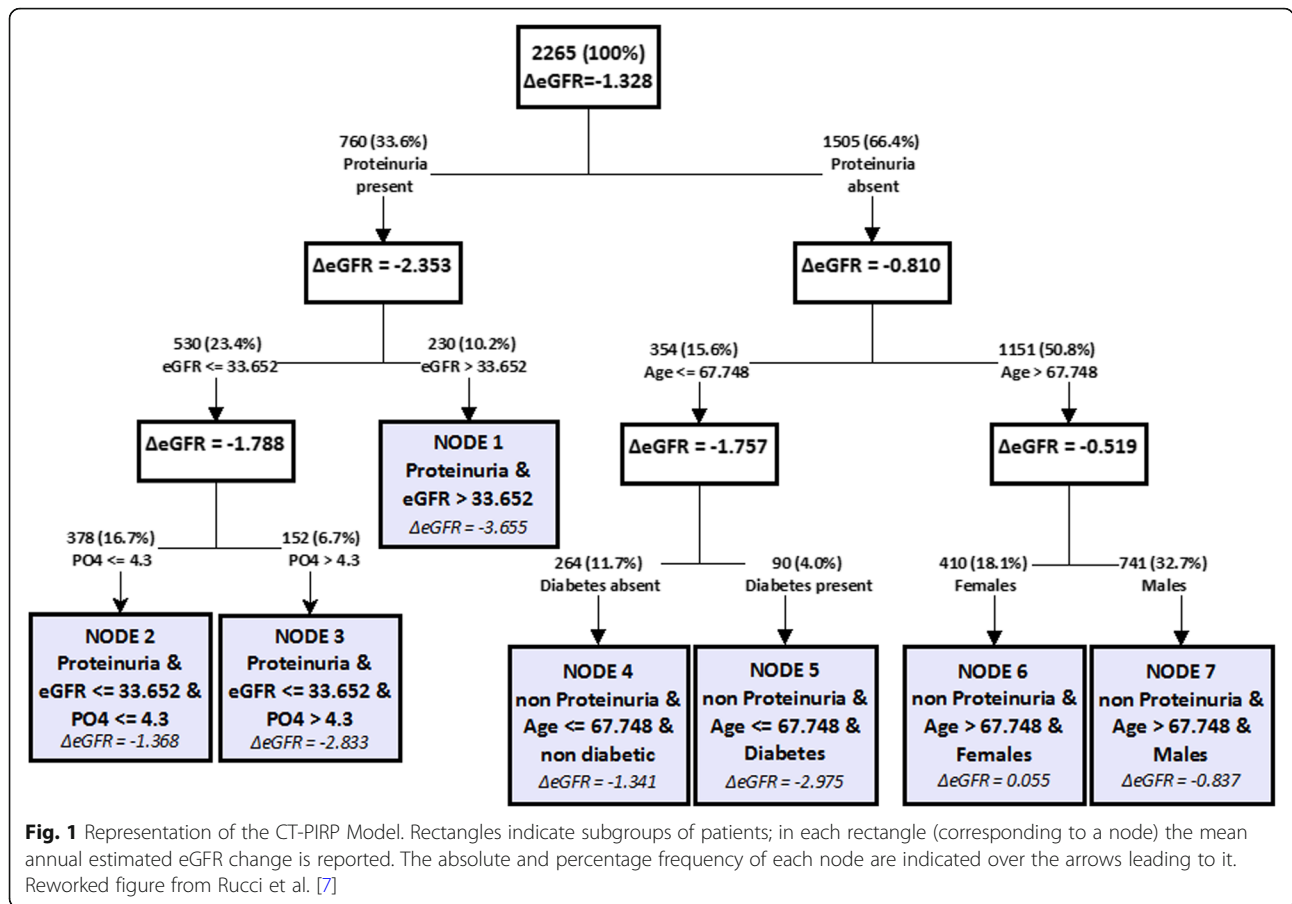 2265 (100%)
ΔeGFR=-1.328
760 (33.6%)
Proteinuria
present
1505 (66.4%)
Proteinuria
absent
ΔeGFR = -2.353
ΔeGFR = -0.810
530 (23.4%)
eGFR <= 33.652
230 (10.2%)
eGFR > 33.652
354 (15.6%)
Age <= 67.748
1151 (50.8%)
Age > 67.748
ΔeGFR = -1.788
NODE 1
Proteinuria &
eGFR > 33.652
ΔeGFR = -3.655
ΔeGFR = -1.757
ΔeGFR = -0.519
378 (16.7%)
PO4 <= 4.3
152 (6.7%)
PO4 > 4.3
264 (11.7%)
Diabetes absent
90 (4.0%)
Diabetes present
410 (18.1%)
Females
741 (32.7%)
Males
NODE 2
Proteinuria &
eGFR <= 33.652 &
PO4 <= 4.3
ΔeGFR = -1.368
NODE 3
Proteinuria &
eGFR <= 33.652 &
PO4 > 4.3
ΔeGFR = -2.833
NODE 4
non Proteinuria &
Age <= 67.748 &
non diabetic
ΔeGFR = -1.341
NODE 5
non Proteinuria &
Age <= 67.748 &
Diabetes
ΔeGFR = -2.975
NODE 6
non Proteinuria &
Age > 67.748 &
Females
ΔeGFR = 0.055
NODE 7
non Proteinuria &
Age > 67.748 &
Males
ΔeGFR = -0.837
Fig. 1 Representation of the CT-PIRP Model. Rectangles indicate subgroups of patients; in each rectangle (corresponding to a node) the mean
annual estimated eGFR change is reported. The absolute and percentage frequency of each node are indicated over the arrows leading to it.
Reworked figure from Rucci et al. [7]